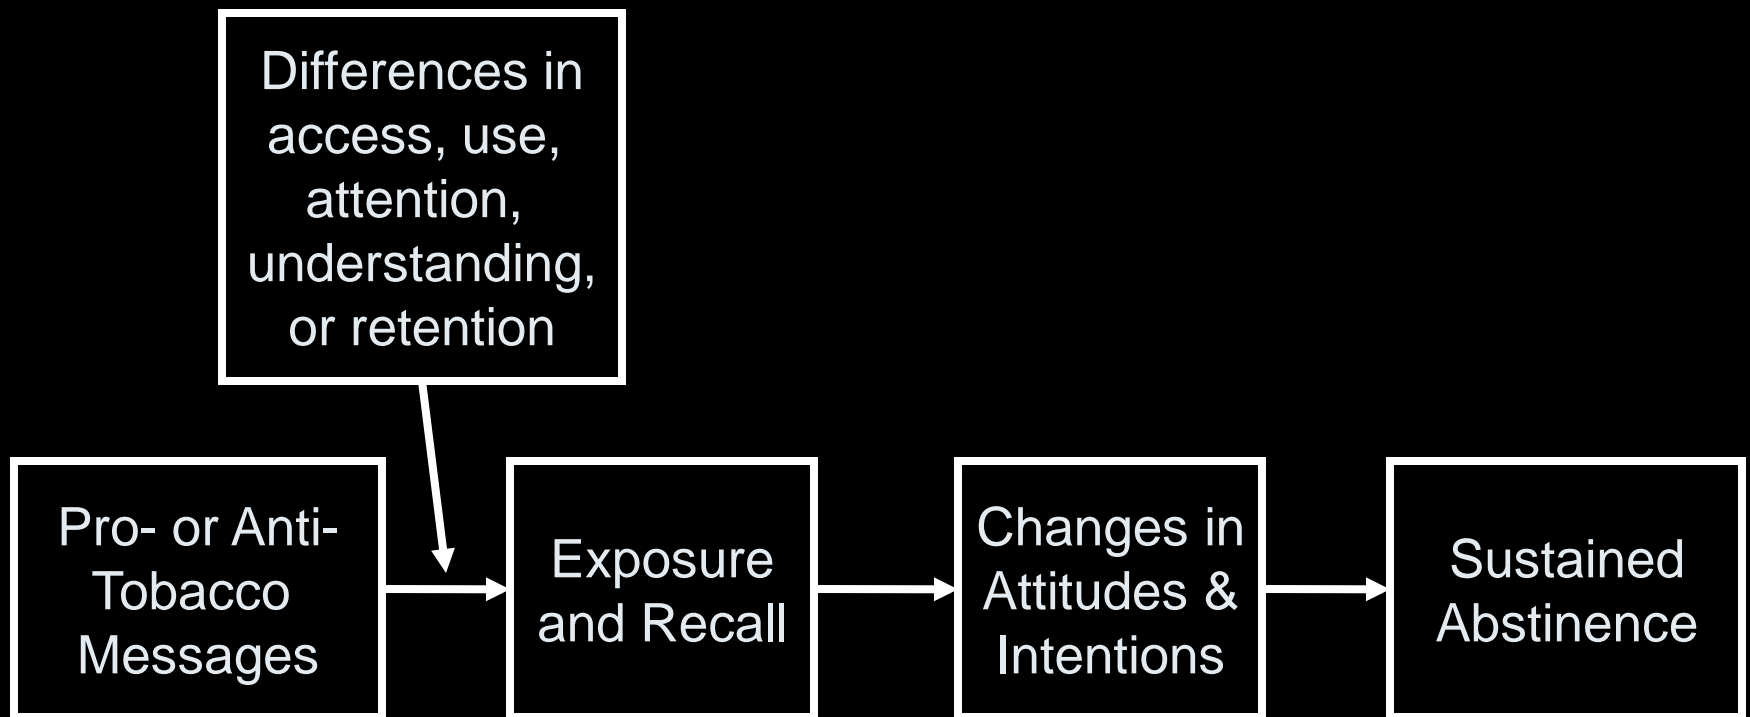 Differences in
access, use,
attention,
understanding,
or retention
Pro- or Anti-
Tobacco
Messages
Exposure
and Recall
Changes in
Attitudes &
Intentions
Sustained
Abstinence